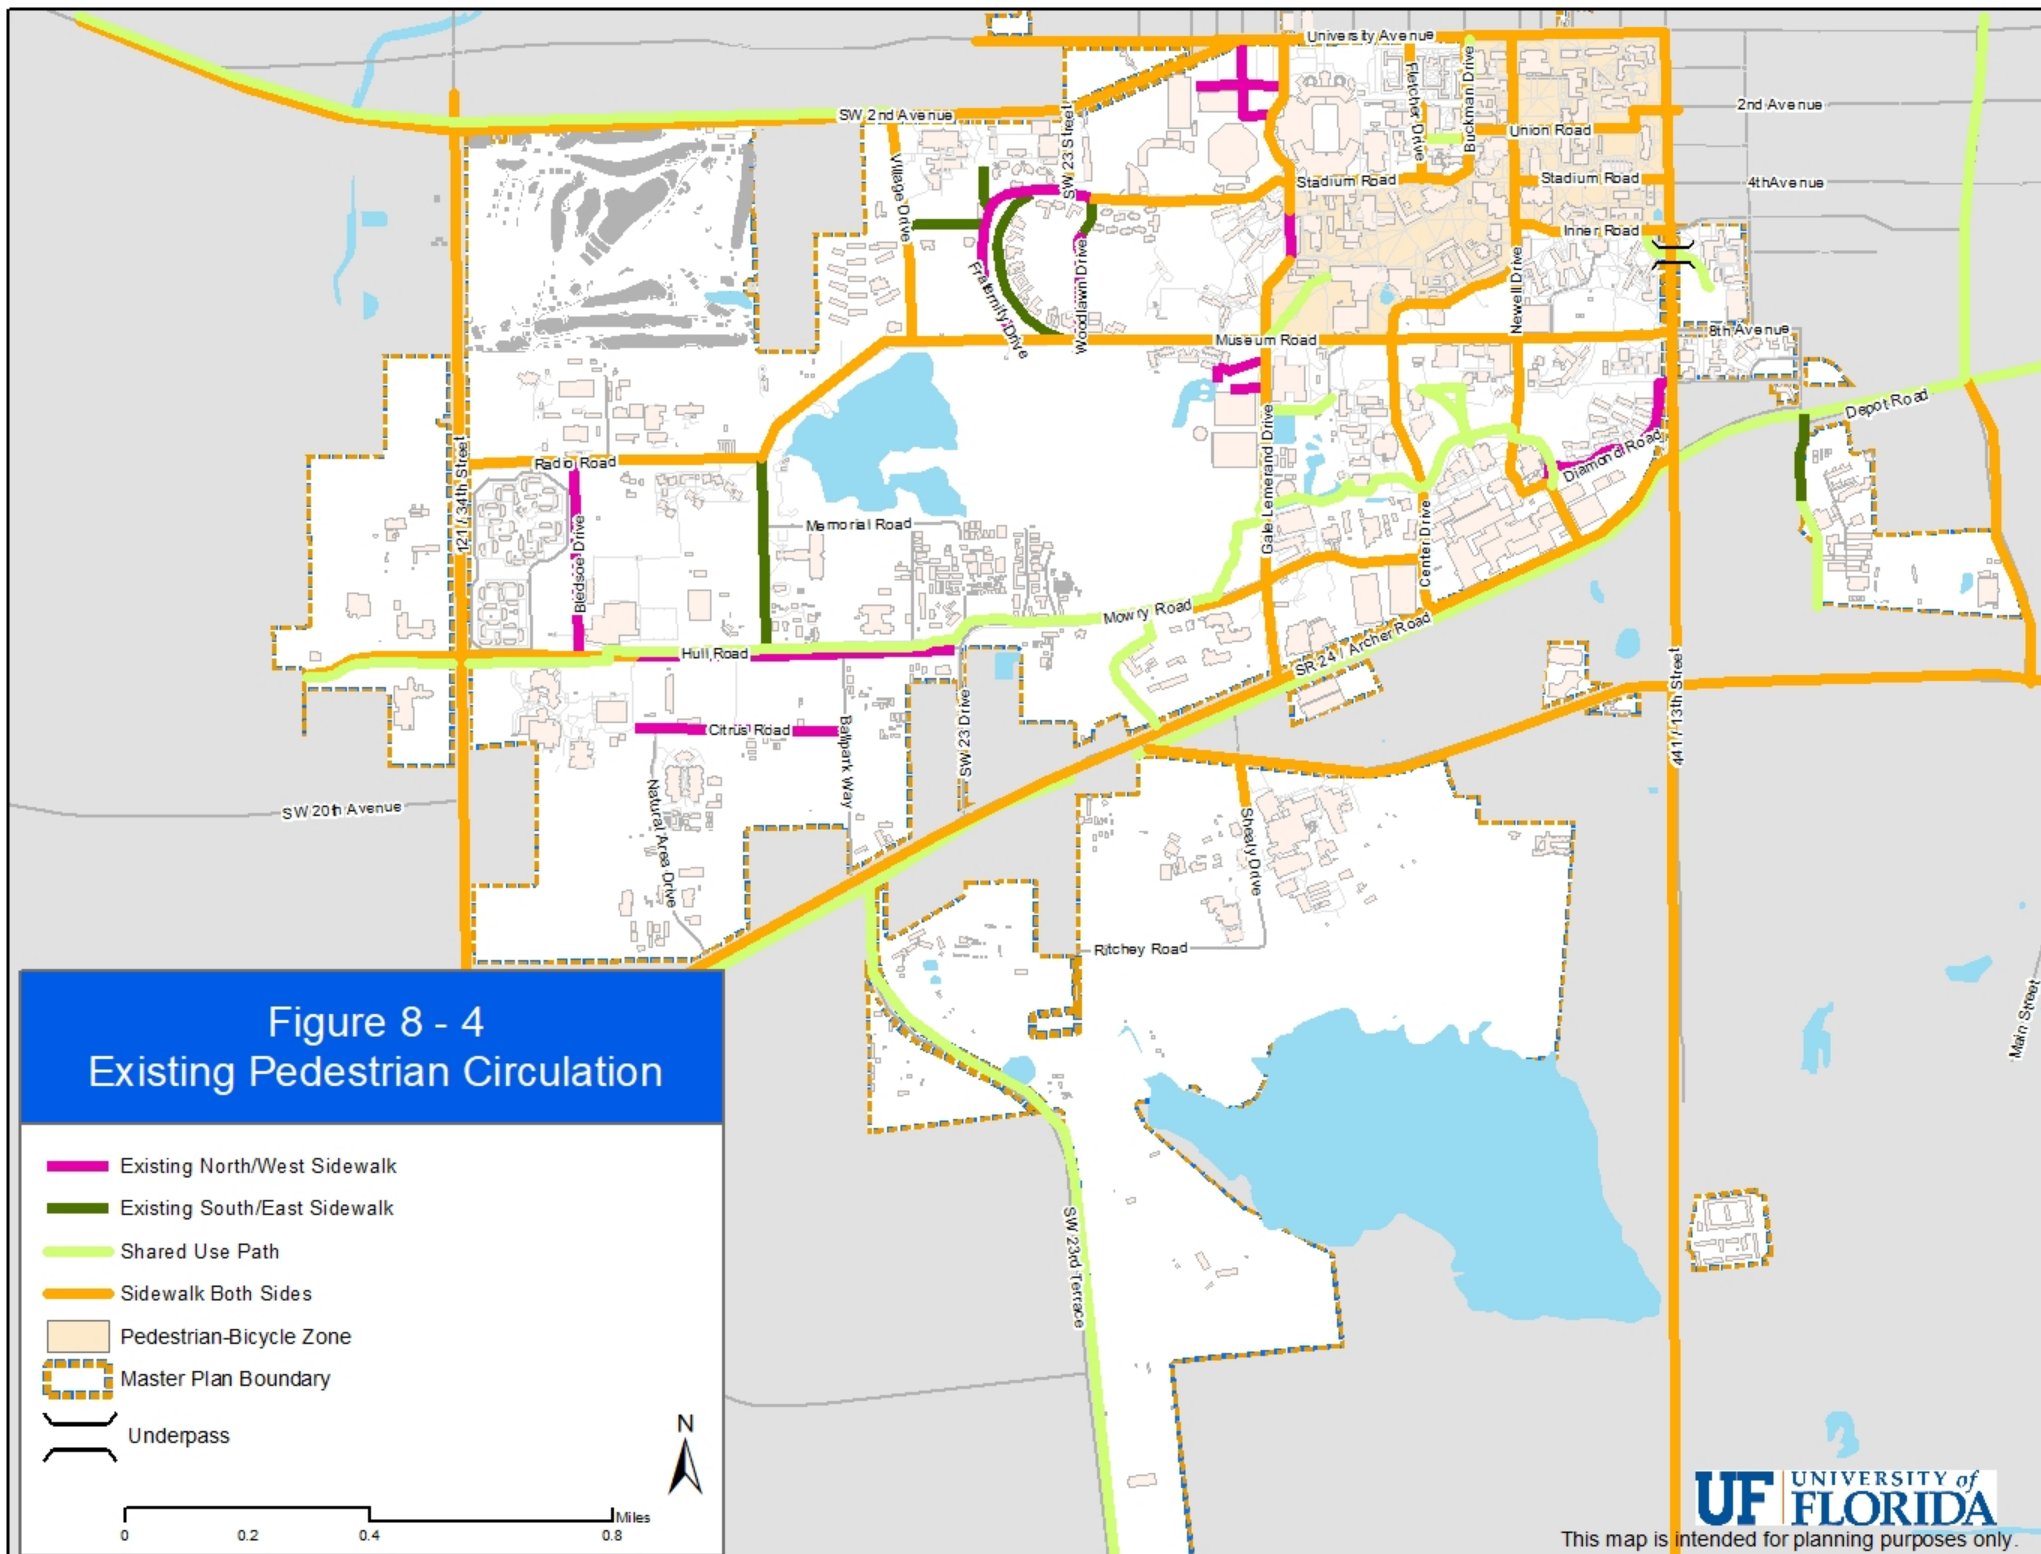 University Avenue
SW 2nd Avenue
SW 23 Street
Fletcher Drive
Buckman Drive
2nd Avenue
Union Road
Village Drive
Stadium Road
Stadium Road
4thAvenue
Inner Road
Fraternity Drive
Woodlawn Drive
Newell Drive
Museum Road
8th Avenue
Depot Road
121 / 34th Street
Radio Road
Gale Lemerand Drive
Diamond Road
Memorial Road
Bledsoe Drive
Center Drive
Mowry Road
Hull Road
SR 24 / Archer Road
441 / 13th Street
Citrus Road
Ballpark Way
SW 23 Drive
SW 20th Avenue
Natural Area Drive
Shealy Drive
Ritchey Road
Main Street
SW 23rd Terrace
Figure 8 - 4
Existing Pedestrian Circulation
Existing North/West Sidewalk
Existing South/East Sidewalk
Shared Use Path
Sidewalk Both Sides
Pedestrian-Bicycle Zone
Master Plan Boundary
Underpass
N
Miles
0 0.2 0.4 0.8
UF UNIVERSITY of
FLORIDA
This map is intended for planning purposes only.